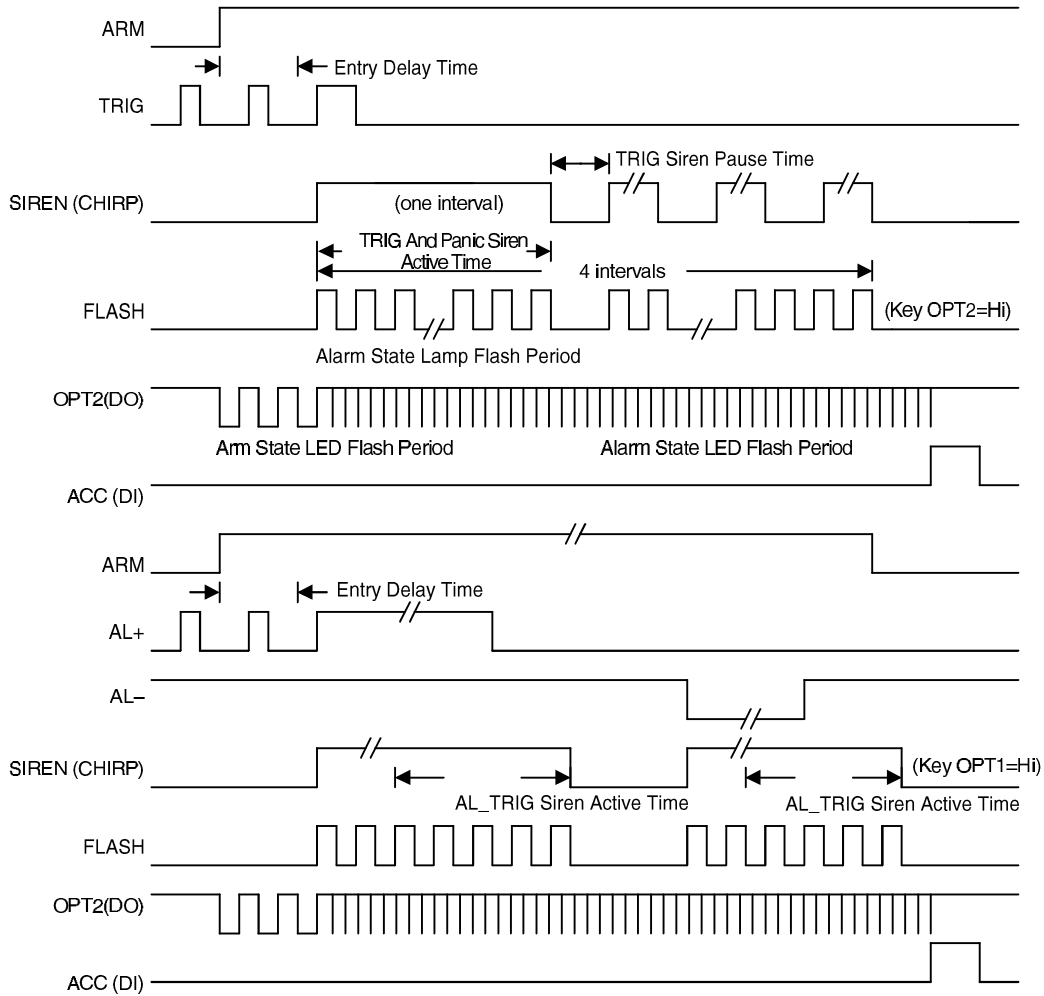 ARM
Entry Delay Time
TRIG
TRIG Siren Pause Time
SIREN (CHIRP)
(one interval)
TRIG And Panic Siren
Active Time
4 intervals
FLASH
(Key OPT2=Hi)
Alarm State Lamp Flash Period
OPT2(DO)
Arm State LED Flash Period
Alarm State LED Flash Period
ACC (DI)
ARM
Entry Delay Time
AL+
AL–
SIREN (CHIRP)
(Key OPT1=Hi)
AL_TRIG Siren Active Time
AL_TRIG Siren Active Time
FLASH
OPT2(DO)
ACC (DI)